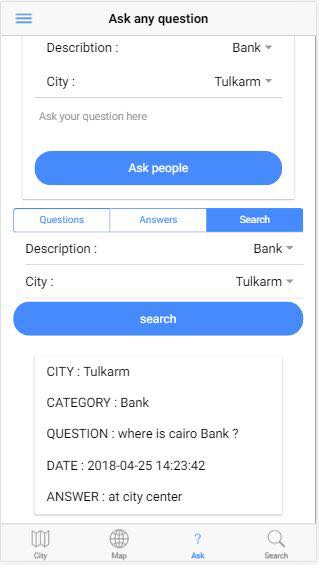 Ask any question
Describtion : Bank
City : Tulkarm
Ask your question here
Ask people
Questions Answers Search
Description : Bank
City : Tulkarm
search
CITY : Tulkarm
CATEGORY : Bank
QUESTION : where is cairo Bank ?
DATE : 2018-04-25 14:23:42
ANSWER : at city center
? 
City Map Ask Search